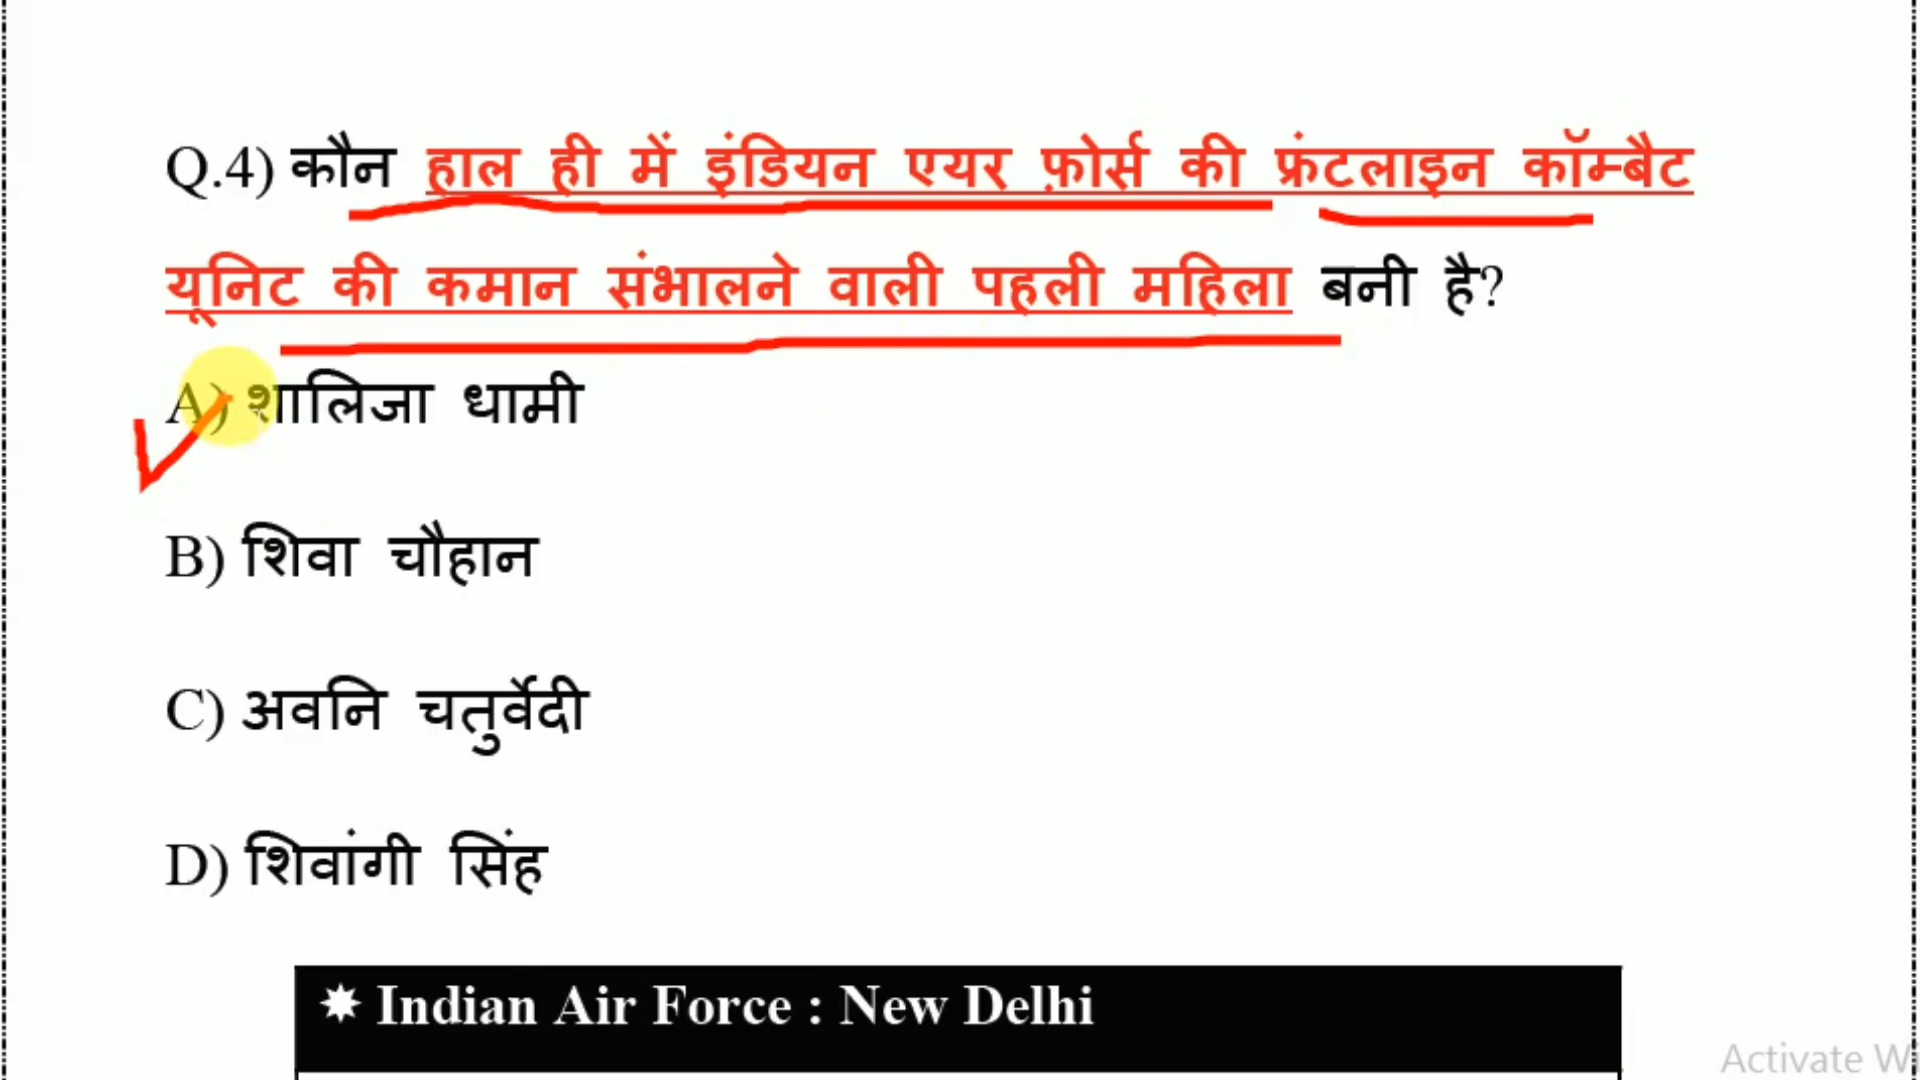 Q.4) कौन हाल ही में इंडियन एयर फ़ोर्स की फ्रंटलाइन कॉम्बैट
यूनिट की कमान संभालने वाली पहली महिला बनी है?
A) शालिजा धामी
B) शिवा चौहान
C) अवनि चतुर्वेदी
D) शिवांगी सिंह
✸ Indian Air Force : New Delhi
Activate